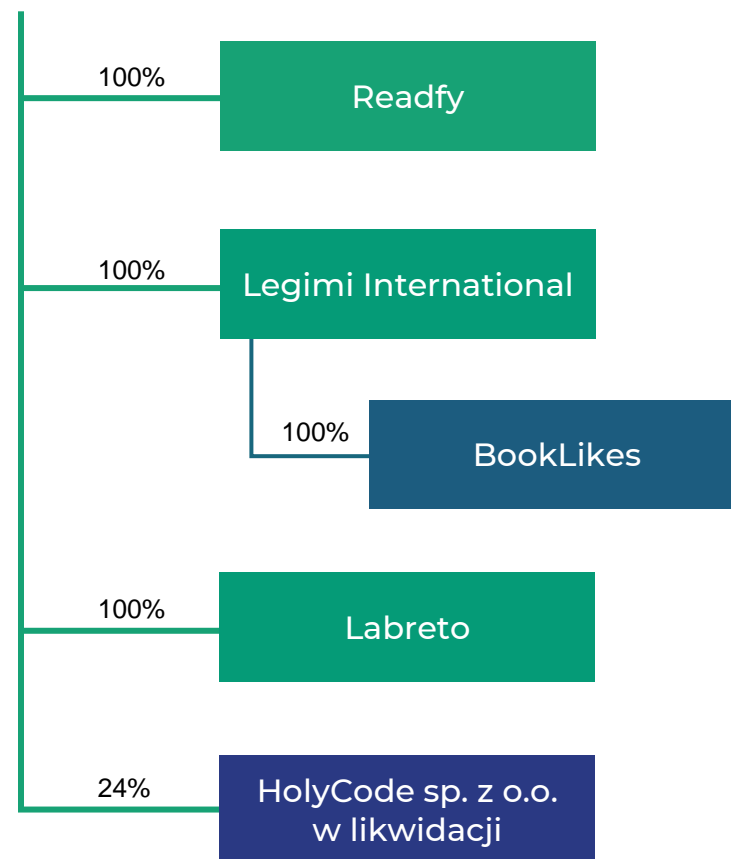 100%
Readfy
100%
Legimi International
100%
BookLikes
100%
Labreto
24%
HolyCode sp. z o.o.
w likwidacji